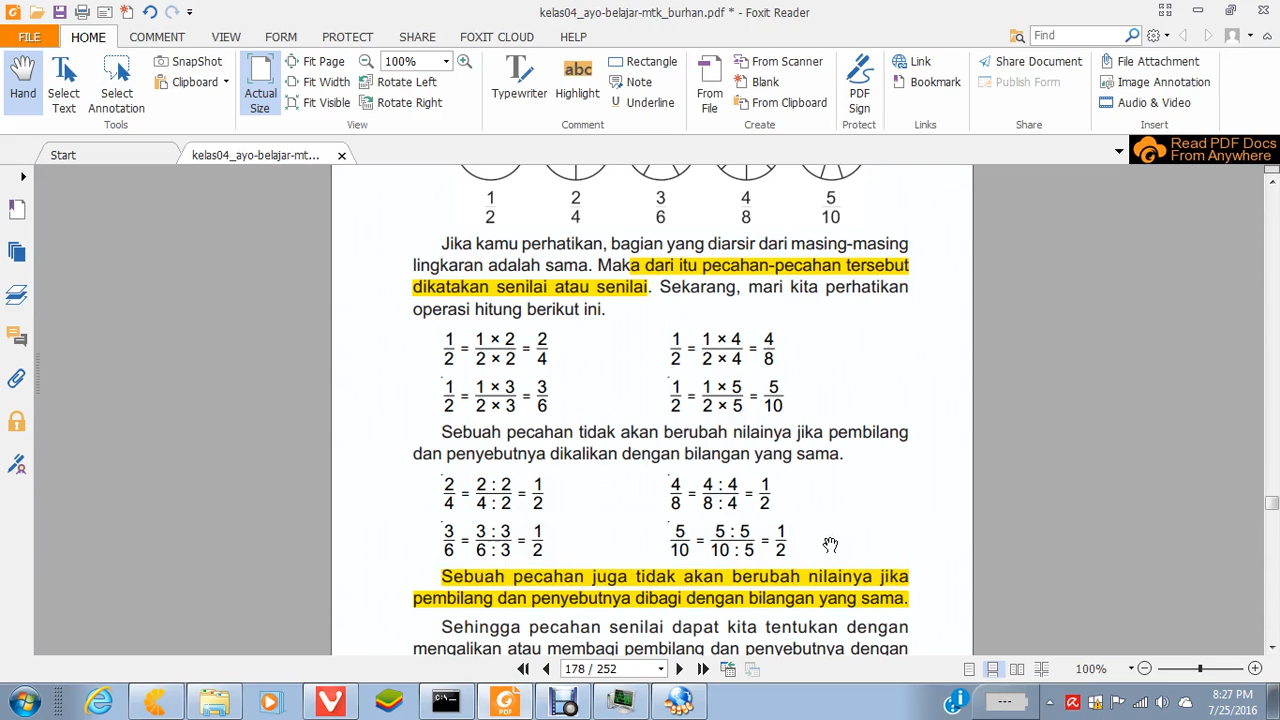 kelas04_ayo-belajar-mtk_burhan.pdf * - Foxit Reader
FILE HOME COMMENT VIEW FORM PROTECT SHARE FOXIT CLOUD HELP Find
Hand
Select Text
Select Annotation
SnapShot
Clipboard
Tools
Actual Size
Fit Page
Fit Width
Fit Visible
100%
Rotate Left
Rotate Right
View
Typewriter
Highlight
Rectangle
Note
Underline
Comment
From File
From Scanner
Blank
From Clipboard
Create
PDF Sign
Protect
Link
Bookmark
Links
Share Document
Publish Form
Share
File Attachment
Image Annotation
Audio & Video
Insert
Start kelas04_ayo-belajar-mt...
Read PDF Docs
From Anywhere
1/2 2/4 3/6 4/8 5/10
Jika kamu perhatikan, bagian yang diarsir dari masing-masing
lingkaran adalah sama. Maka dari itu pecahan-pecahan tersebut
dikatakan senilai atau senilai. Sekarang, mari kita perhatikan
operasi hitung berikut ini.
1/2 = 1 × 2/2 × 2 = 2/4 1/2 = 1 × 4/2 × 4 = 4/8
1/2 = 1 × 3/2 × 3 = 3/6 1/2 = 1 × 5/2 × 5 = 5/10
Sebuah pecahan tidak akan berubah nilainya jika pembilang
dan penyebutnya dikalikan dengan bilangan yang sama.
2/4 = 2 : 2/4 : 2 = 1/2 4/8 = 4 : 4/8 : 4 = 1/2
3/6 = 3 : 3/6 : 3 = 1/2 5/10 = 5 : 5/10 : 5 = 1/2
Sebuah pecahan juga tidak akan berubah nilainya jika
pembilang dan penyebutnya dibagi dengan bilangan yang sama.
Sehingga pecahan senilai dapat kita tentukan dengan
mengalikan atau membagi pembilang dan penyebutnya dengan
178 / 252 100%
8:27 PM
7/25/2016